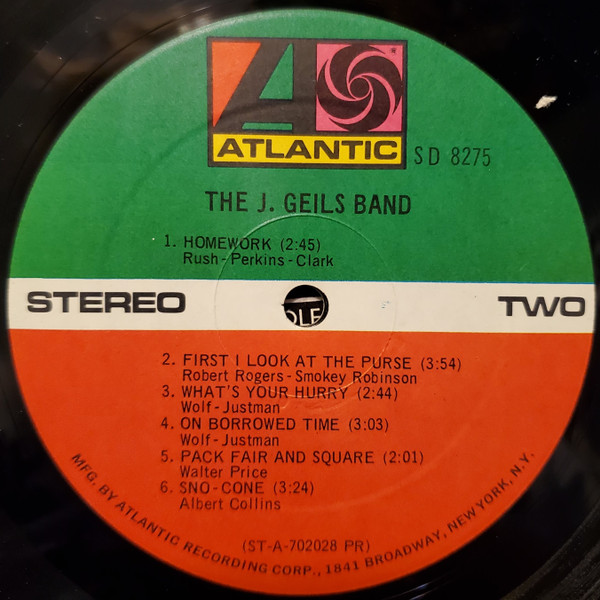 ATLANTIC
SD 8275
THE J. GEILS BAND
1. HOMEWORK (2:45)
Rush-Perkins-Clark
STEREO
TWO
2. FIRST I LOOK AT THE PURSE (3:54)
Robert Rogers-Smokey Robinson
3. WHAT'S YOUR HURRY (2:44)
Wolf-Justman
4. ON BORROWED TIME (3:03)
Wolf-Justman
5. PACK FAIR AND SQUARE (2:01)
Walter Price
6. SNO-CONE (3:24)
Albert Collins
(ST-A-702028 PR)
MFG. BY ATLANTIC RECORDING CORP., 1841 BROADWAY, NEW YORK, N.Y.